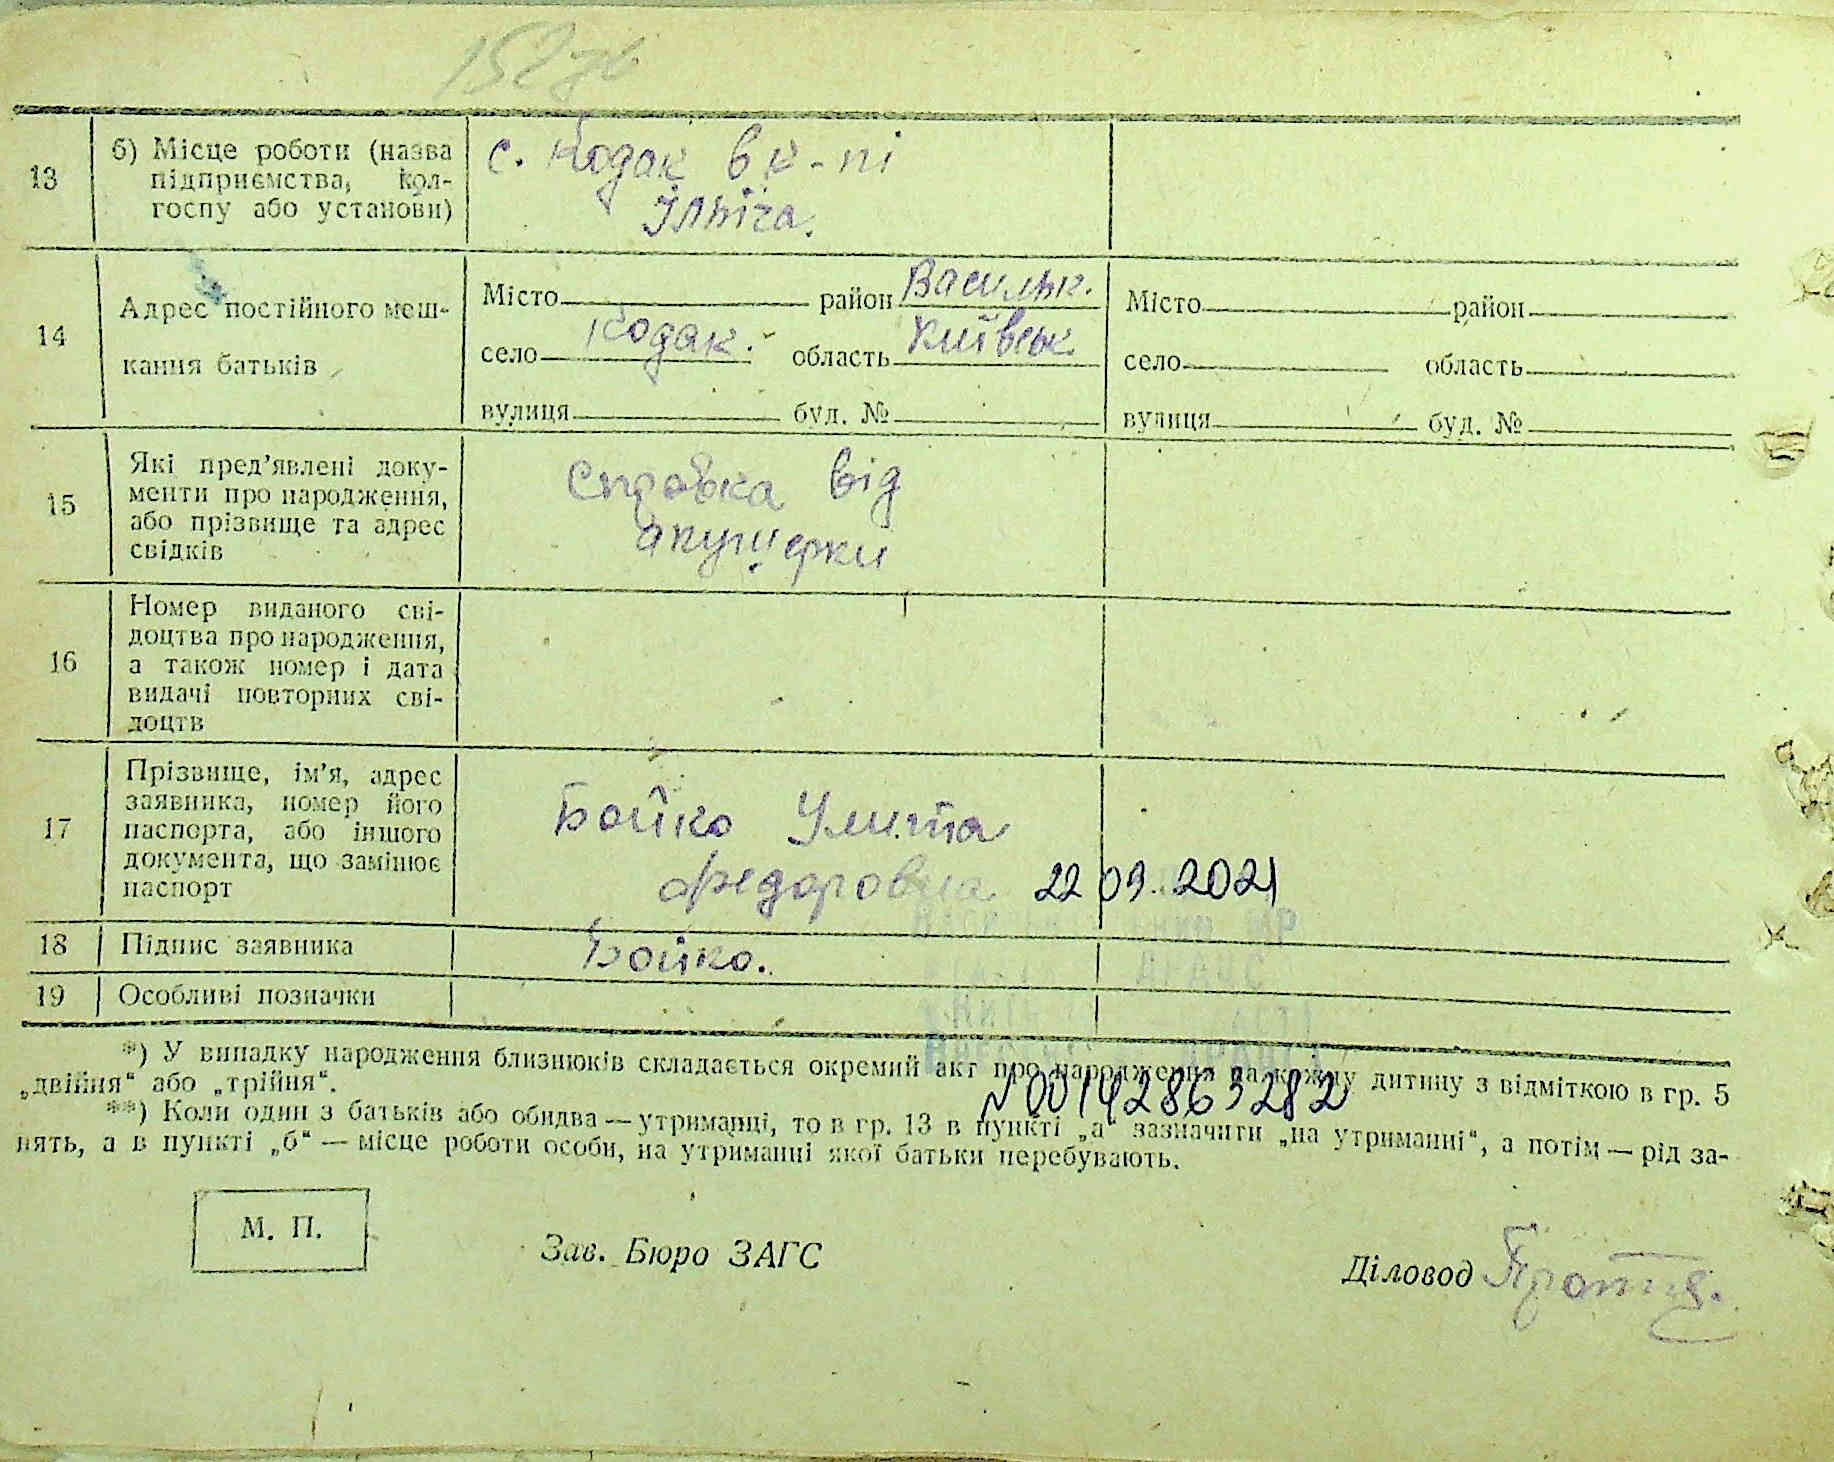 152 зв
13
б) Місце роботи (назва
підприємства, кол-
госпу або установи)
с. Кодак в к-пі
Ілліча.
14
Адрес постійного меш-
кання батьків
Місто район Васильк.
село Кодак. область Київськ.
вулиця буд. №
Місто район
село область
вулиця буд. №
15
Які пред’явлені доку-
менти про народження,
або прізвище та адрес
свідків
Справка від
акушерки
16
Номер виданого сві-
доцтва про народження,
а також номер і дата
видачі повторних сві-
доцтв
17
Прізвище, ім’я, адрес
заявника, номер його
паспорта, або іншого
документа, що замінює
паспорт
Бойко Улита
Федоровна 22 09. 2021
18
Підпис заявника
Бойко.
19
Особливі позначки
*) У випадку народження близнюків складається окремий акт про народження на кожну дитину з відміткою в гр. 5
„двійня“ або „трійня“.
N 00142863282
**) Коли один з батьків або обидва — утриманці, то в гр. 13 в пункті „а“ зазначити „на утриманні“, а потім — рід за-
нять, а в пункті „б“ — місце роботи особи, на утриманні якої батьки перебувають.
М. П.
Зав. Бюро ЗАГС
Діловод